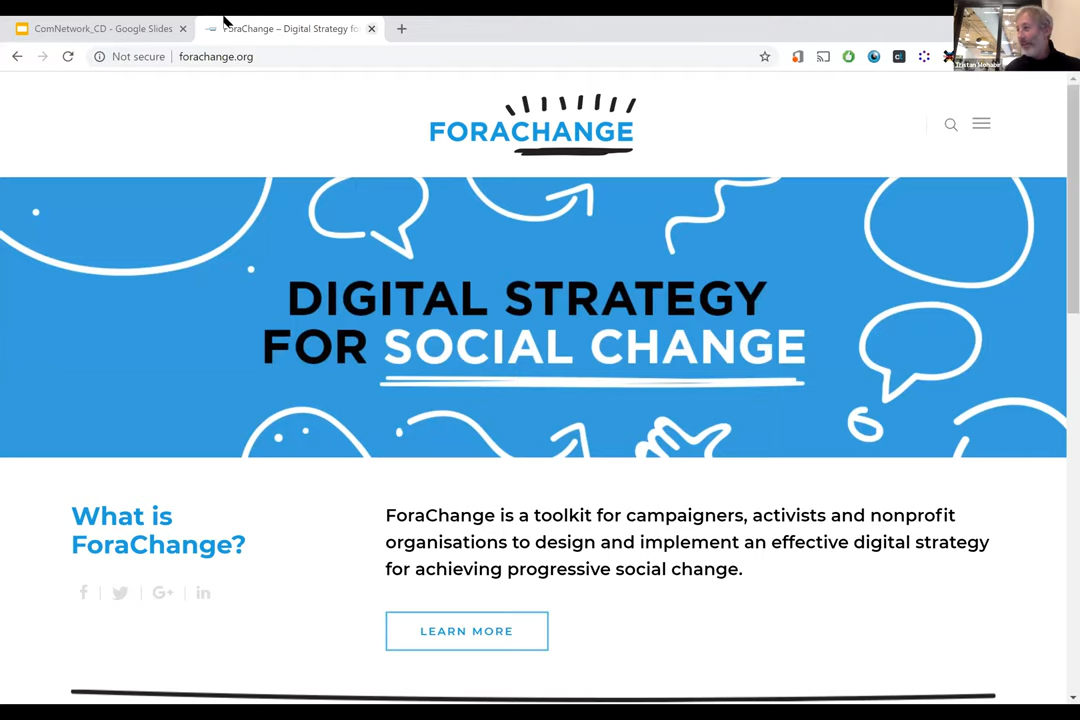 ComNetwork_CD - Google Slides
ForaChange – Digital Strategy fo
Not secure
forachange.org
Tristan Mohabir
FORACHANGE
DIGITAL STRATEGY
FOR SOCIAL CHANGE
What is
ForaChange?
ForaChange is a toolkit for campaigners, activists and nonprofit
organisations to design and implement an effective digital strategy
for achieving progressive social change.
LEARN MORE